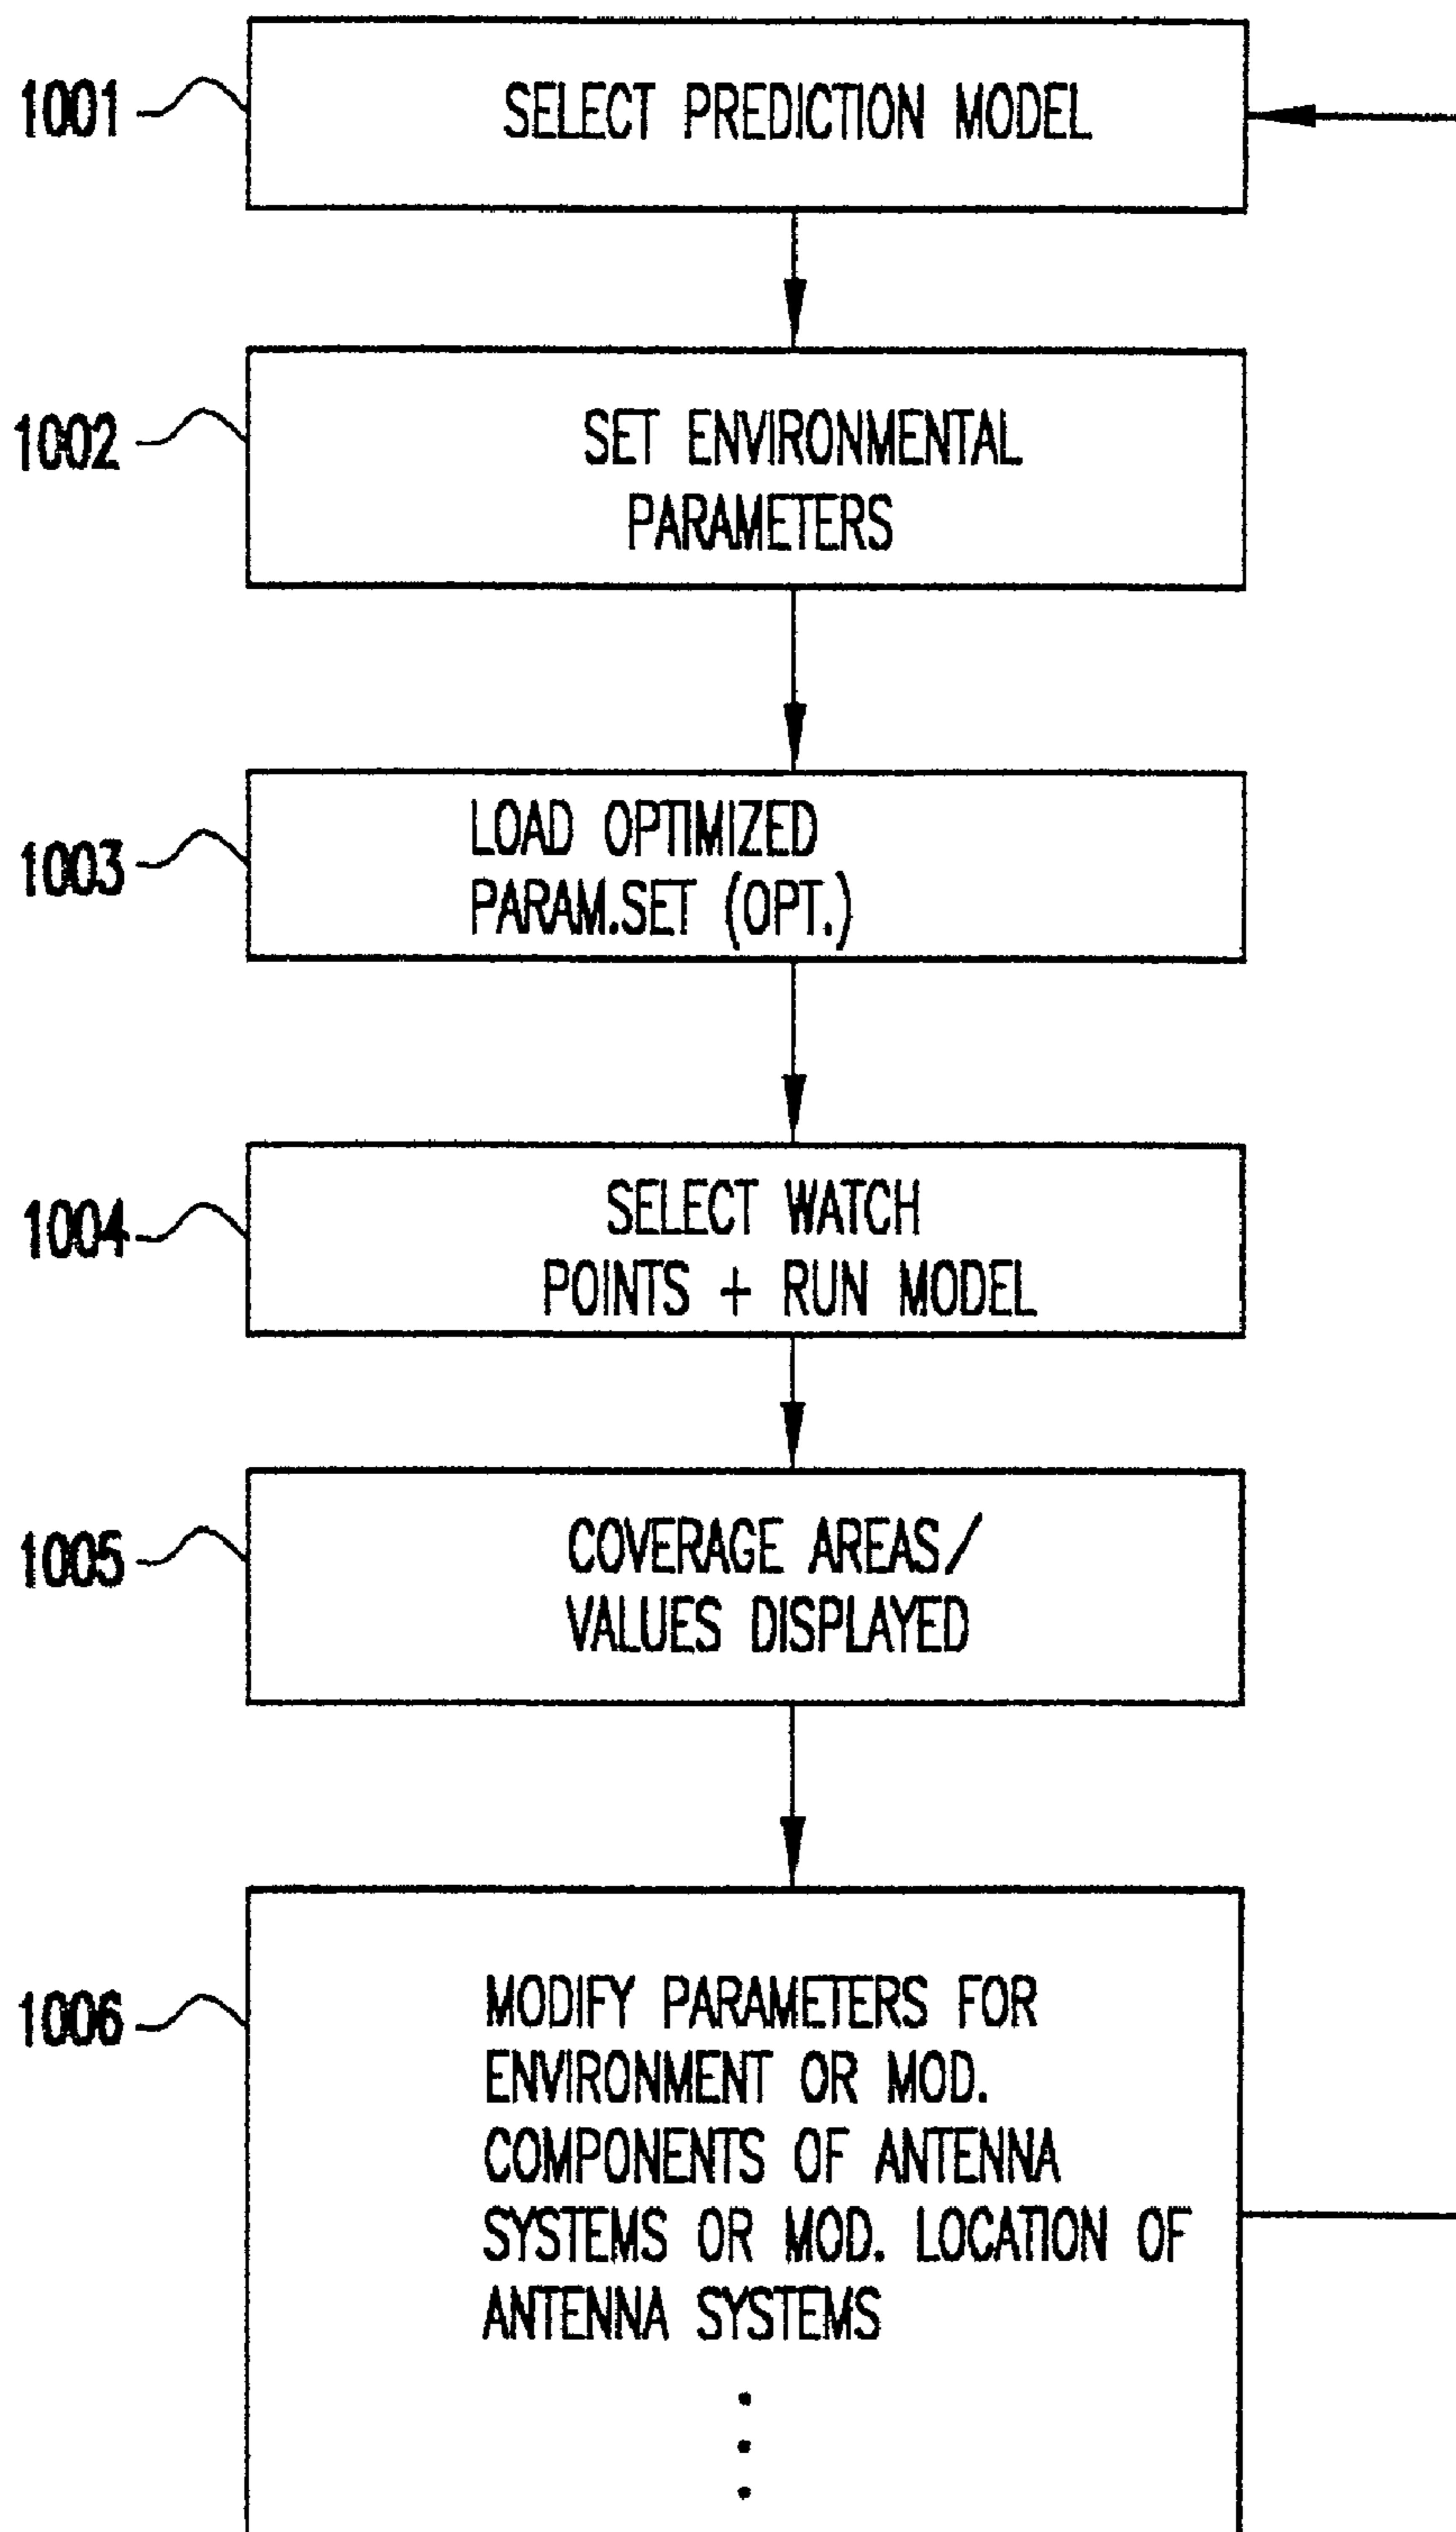 1001
SELECT PREDICTION MODEL
1002
SET ENVIRONMENTAL
PARAMETERS
1003
LOAD OPTIMIZED
PARAM.SET (OPT.)
1004
SELECT WATCH
POINTS + RUN MODEL
1005
COVERAGE AREAS/
VALUES DISPLAYED
1006
MODIFY PARAMETERS FOR
ENVIRONMENT OR MOD.
COMPONENTS OF ANTENNA
SYSTEMS OR MOD. LOCATION OF
ANTENNA SYSTEMS